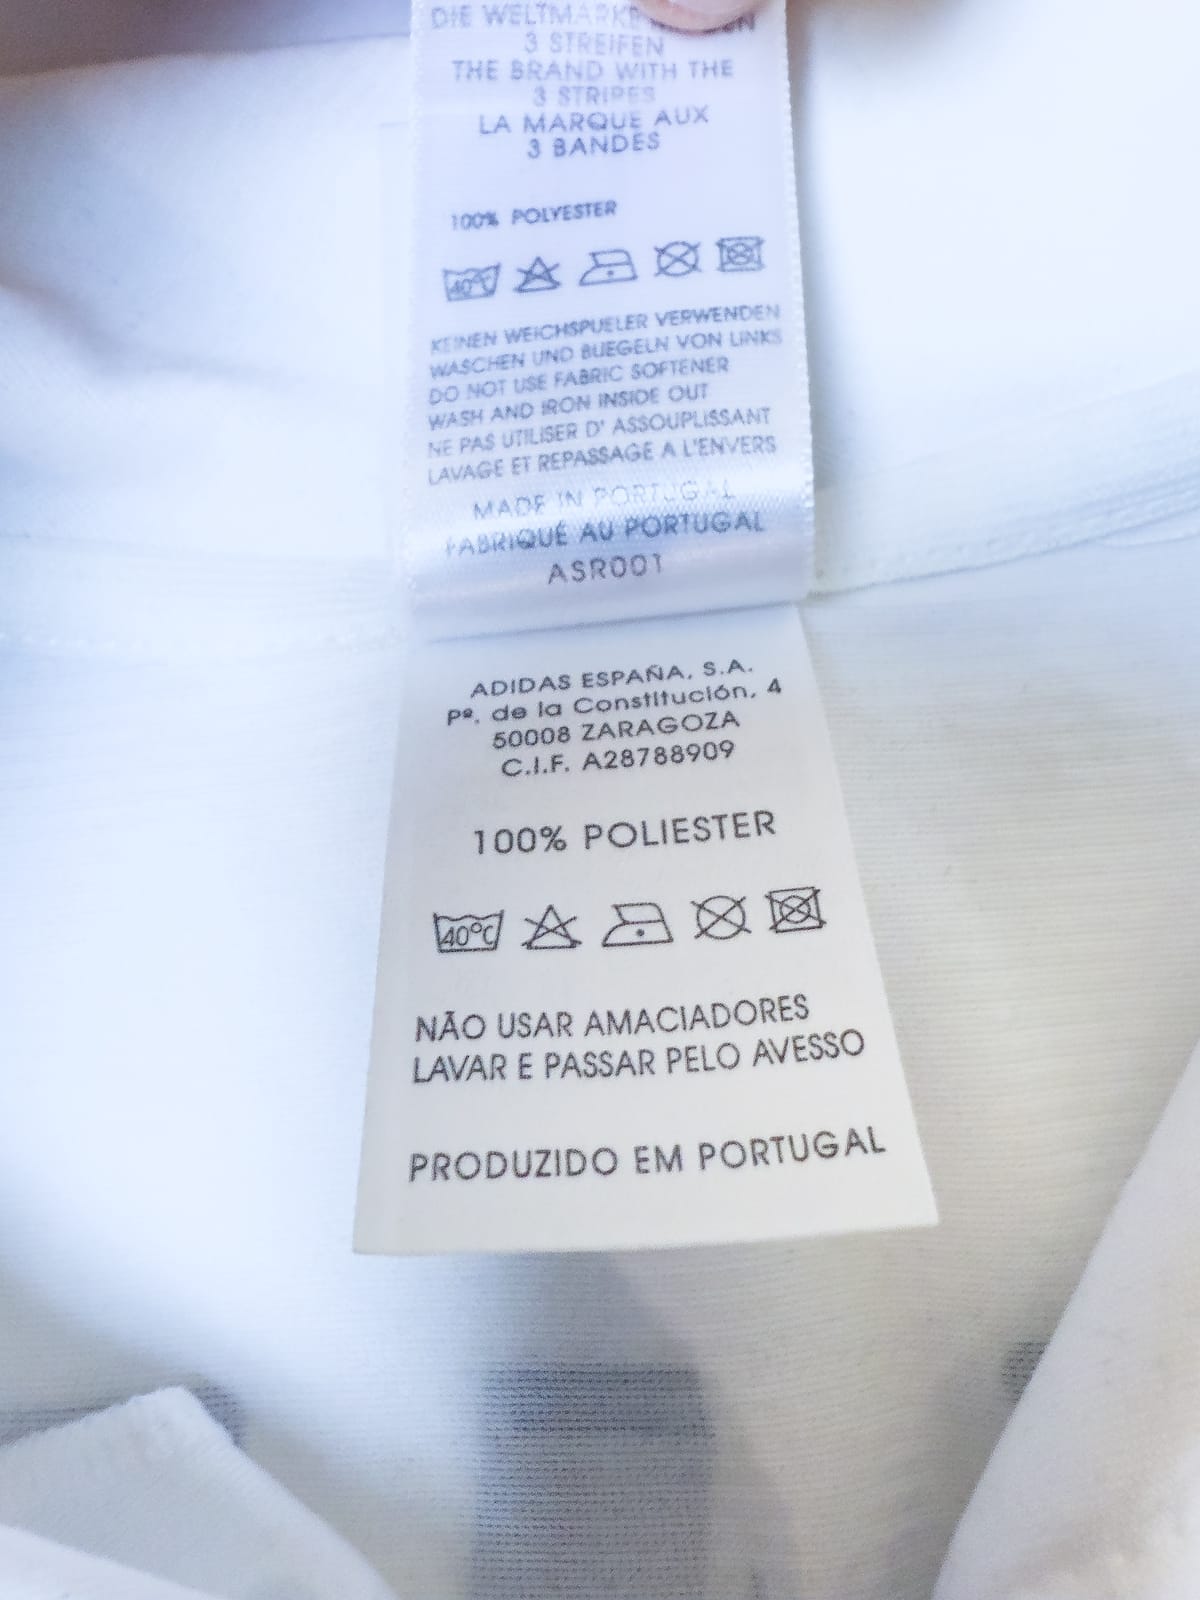 DIE WELTMARKE
3 STREIFEN
THE BRAND WITH THE
3 STRIPES
LA MARQUE AUX
3 BANDES
100% POLYESTER
40°C
KEINEN WEICHSPUELER VERWENDEN
WASCHEN UND BUEGELN VON LINKS
DO NOT USE FABRIC SOFTENER
WASH AND IRON INSIDE OUT
NE PAS UTILISER D' ASSOUPLISSANT
LAVAGE ET REPASSAGE A L'ENVERS
MADE IN PORTUGAL
FABRIQUÉ AU PORTUGAL
ASR001
ADIDAS ESPAÑA, S.A.
Pº. de la Constitución, 4
50008 ZARAGOZA
C.I.F. A28788909
100% POLIESTER
40°C
NÃO USAR AMACIADORES
LAVAR E PASSAR PELO AVESSO
PRODUZIDO EM PORTUGAL